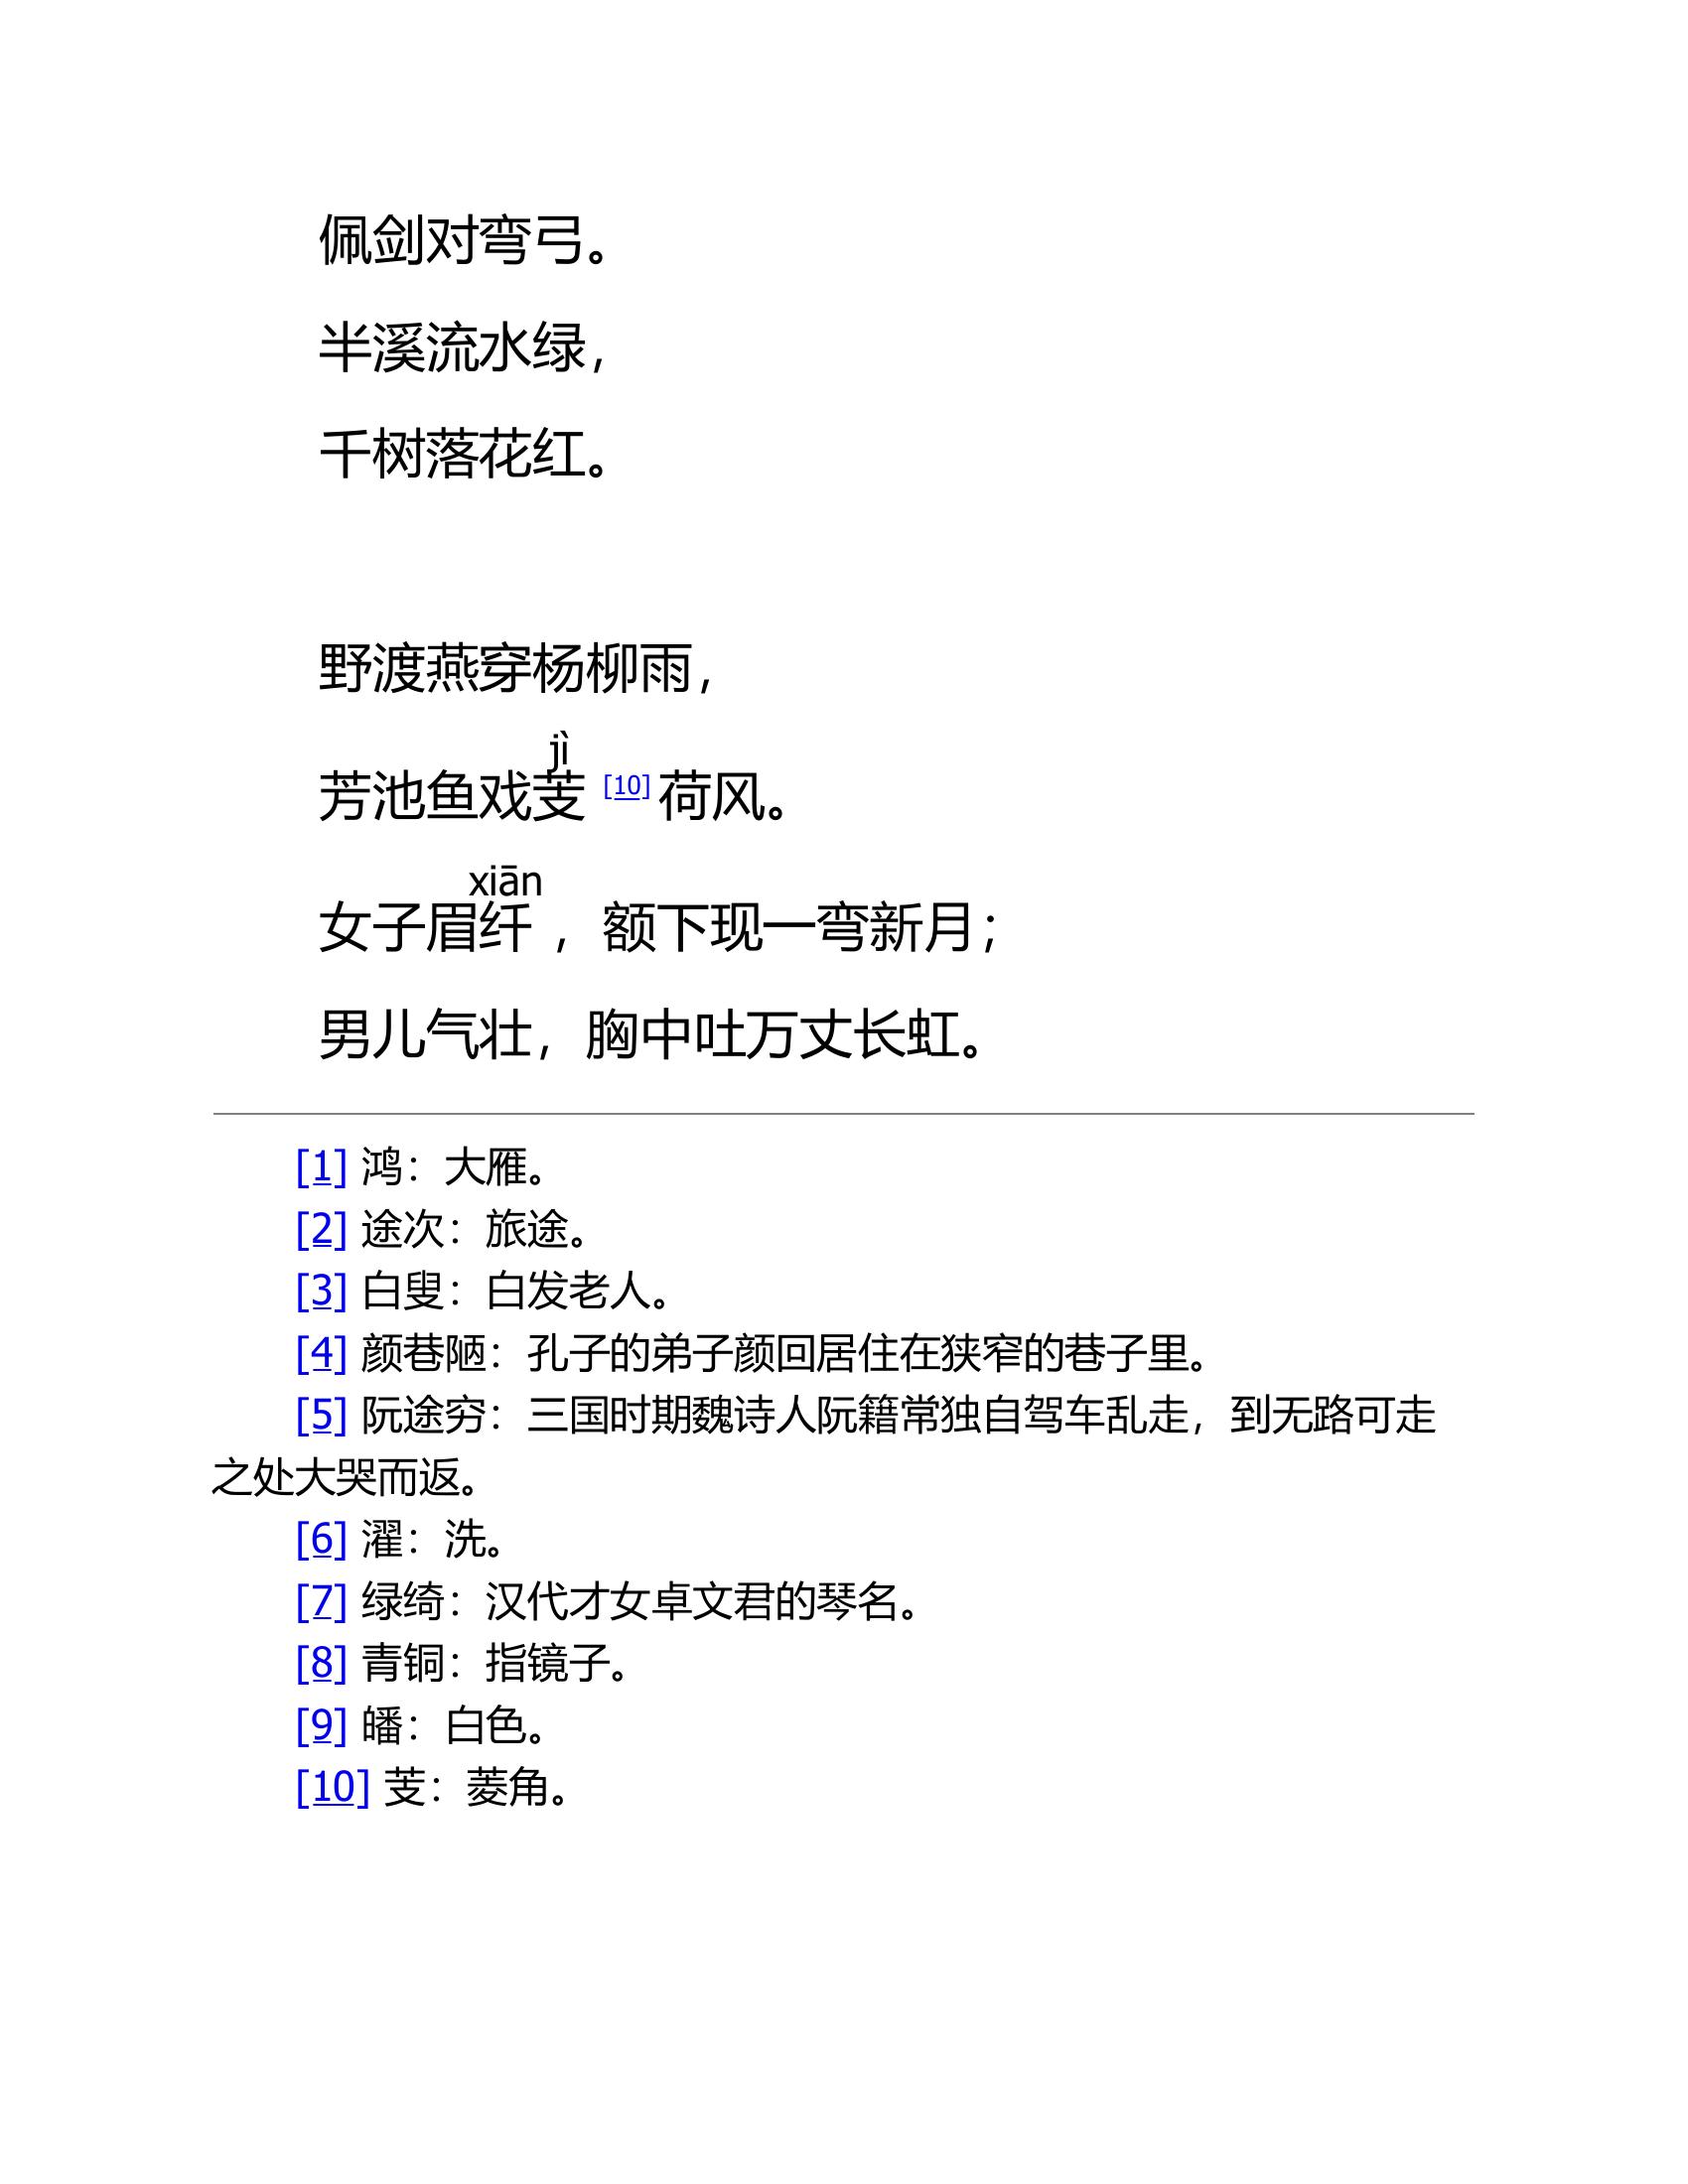 佩剑对弯弓。
半溪流水绿，
千树落花红。
野渡燕穿杨柳雨，
jì
芳池鱼戏芰[10]荷风。
xiān
女子眉纤，额下现一弯新月；
男儿气壮，胸中吐万丈长虹。
[1] 鸿：大雁。
[2] 途次：旅途。
[3] 白叟：白发老人。
[4] 颜巷陋：孔子的弟子颜回居住在狭窄的巷子里。
[5] 阮途穷：三国时期魏诗人阮籍常独自驾车乱走，到无路可走
之处大哭而返。
[6] 濯：洗。
[7] 绿绮：汉代才女卓文君的琴名。
[8] 青铜：指镜子。
[9] 皤：白色。
[10] 芰：菱角。